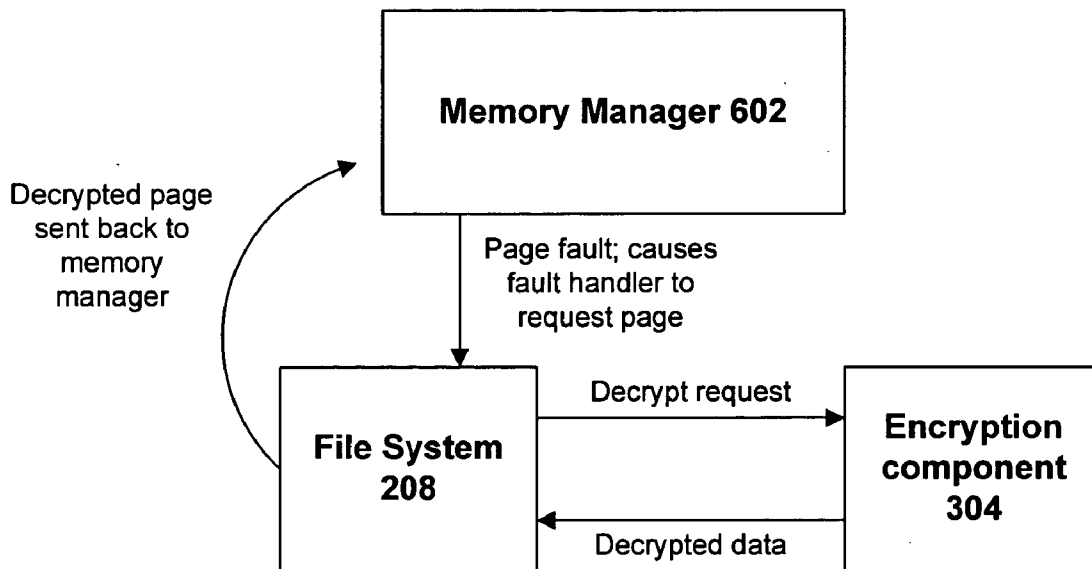 Memory Manager 602
Decrypted page
sent back to
memory
manager
Page fault; causes
fault handler to
request page
Decrypt request
File System
208
Encryption
component
304
Decrypted data